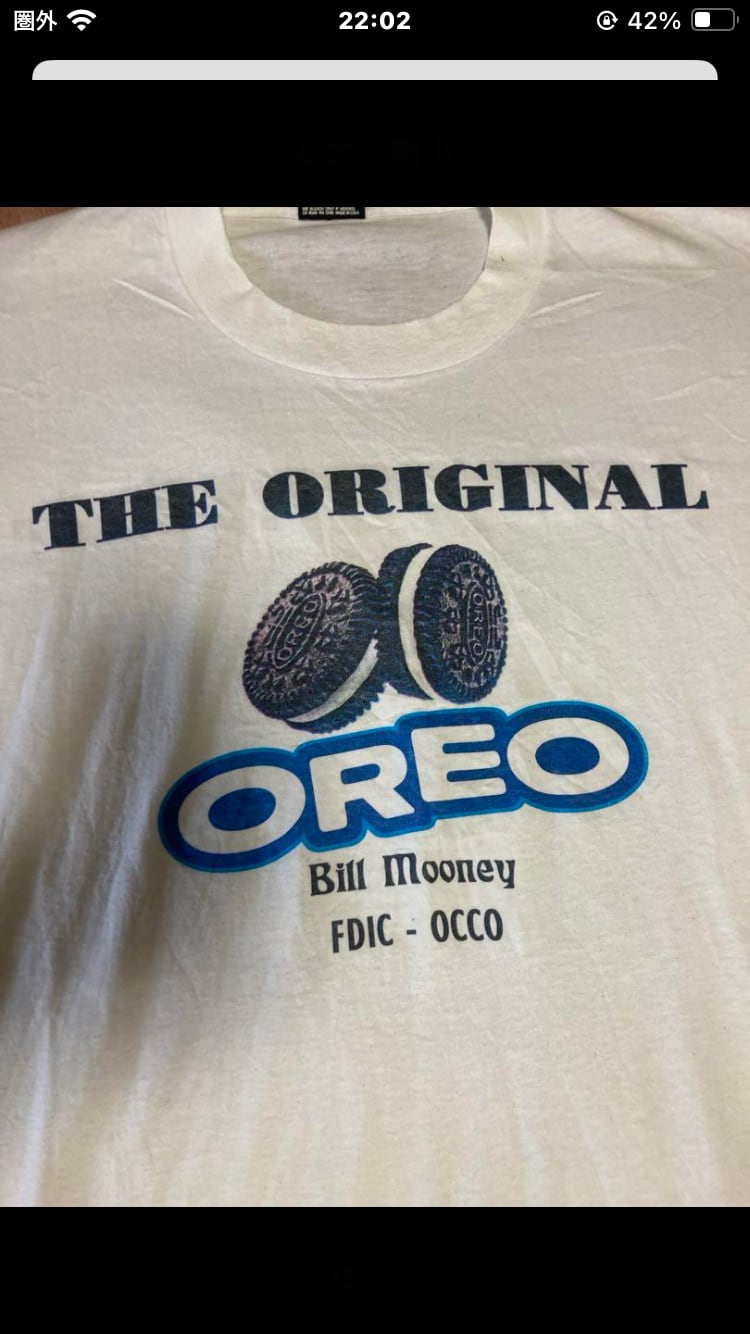 圏外 22:02 42%
THE ORIGINAL
OREO OREO
OREO
Bill Mooney
FDIC - OCCO